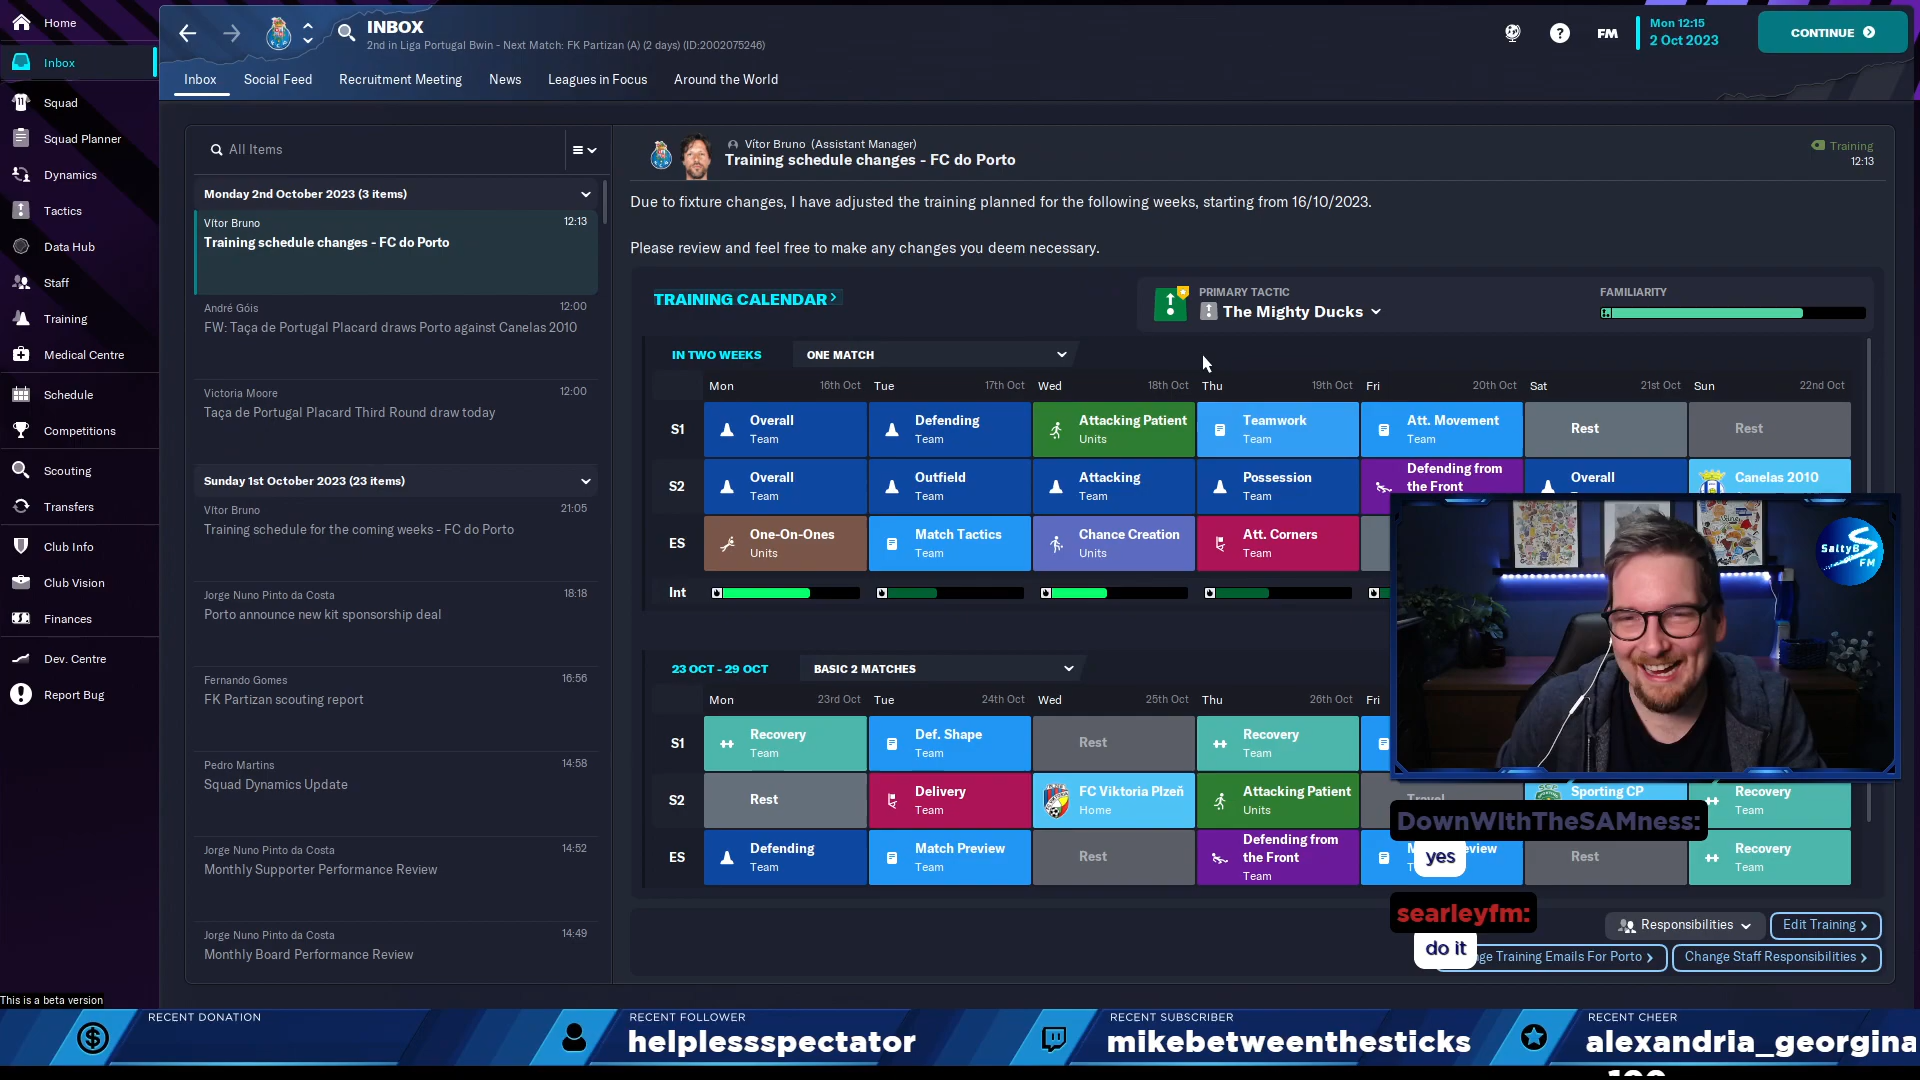 Home
Inbox
Squad
Squad Planner
Dynamics
Tactics
Data Hub
Staff
Training
Medical Centre
Schedule
Competitions
Scouting
Transfers
Club Info
Club Vision
Finances
Dev. Centre
Report Bug
This is a beta version
INBOX
2nd in Liga Portugal Bwin - Next Match: FK Partizan (A) (2 days) (ID:2002075246)
FM
Mon 12:15
2 Oct 2023
CONTINUE
Inbox Social Feed Recruitment Meeting News Leagues in Focus Around the World
All Items
Monday 2nd October 2023 (3 items)
Vítor Bruno 12:13
Training schedule changes - FC do Porto
André Góis 12:00
FW: Taça de Portugal Placard draws Porto against Canelas 2010
Victoria Moore 12:00
Taça de Portugal Placard Third Round draw today
Sunday 1st October 2023 (23 items)
Vítor Bruno 21:05
Training schedule for the coming weeks - FC do Porto
Jorge Nuno Pinto da Costa 18:18
Porto announce new kit sponsorship deal
Fernando Gomes 16:56
FK Partizan scouting report
Pedro Martins 14:58
Squad Dynamics Update
Jorge Nuno Pinto da Costa 14:52
Monthly Supporter Performance Review
Jorge Nuno Pinto da Costa 14:49
Monthly Board Performance Review
Vítor Bruno (Assistant Manager)
Training schedule changes - FC do Porto
Training
12:13
Due to fixture changes, I have adjusted the training planned for the following weeks, starting from 16/10/2023.
Please review and feel free to make any changes you deem necessary.
TRAINING CALENDAR
PRIMARY TACTIC
The Mighty Ducks
FAMILIARITY
IN TWO WEEKS ONE MATCH
Mon 16th Oct Tue 17th Oct Wed 18th Oct Thu 19th Oct Fri 20th Oct Sat 21st Oct Sun 22nd Oct
S1 Overall Defending Attacking Patient Teamwork Att. Movement Rest Rest
Team Team Units Team Team
S2 Overall Outfield Attacking Possession Defending from the Front Overall Canelas 2010
Team Team Team Team
ES One-On-Ones Match Tactics Chance Creation Att. Corners
Units Team Units Team
Int
23 OCT - 29 OCT BASIC 2 MATCHES
Mon 23rd Oct Tue 24th Oct Wed 25th Oct Thu 26th Oct Fri
S1 Recovery Def. Shape Rest Recovery
Team Team Team
S2 Rest Delivery FC Viktoria Plzeň Attacking Patient Travel Sporting CP Recovery
Team Home Units Team
ES Defending Match Preview Rest Defending from the Front Rest Recovery
Team Team Team Team
SaltyB
S
FM
DownWIthTheSAMness:
yes
searleyfm:
do it
Responsibilities
Edit Training
Training Emails For Porto
Change Staff Responsibilities
RECENT DONATION
RECENT FOLLOWER
helplessspectator
RECENT SUBSCRIBER
mikebetweenthesticks
RECENT CHEER
alexandria_georgina